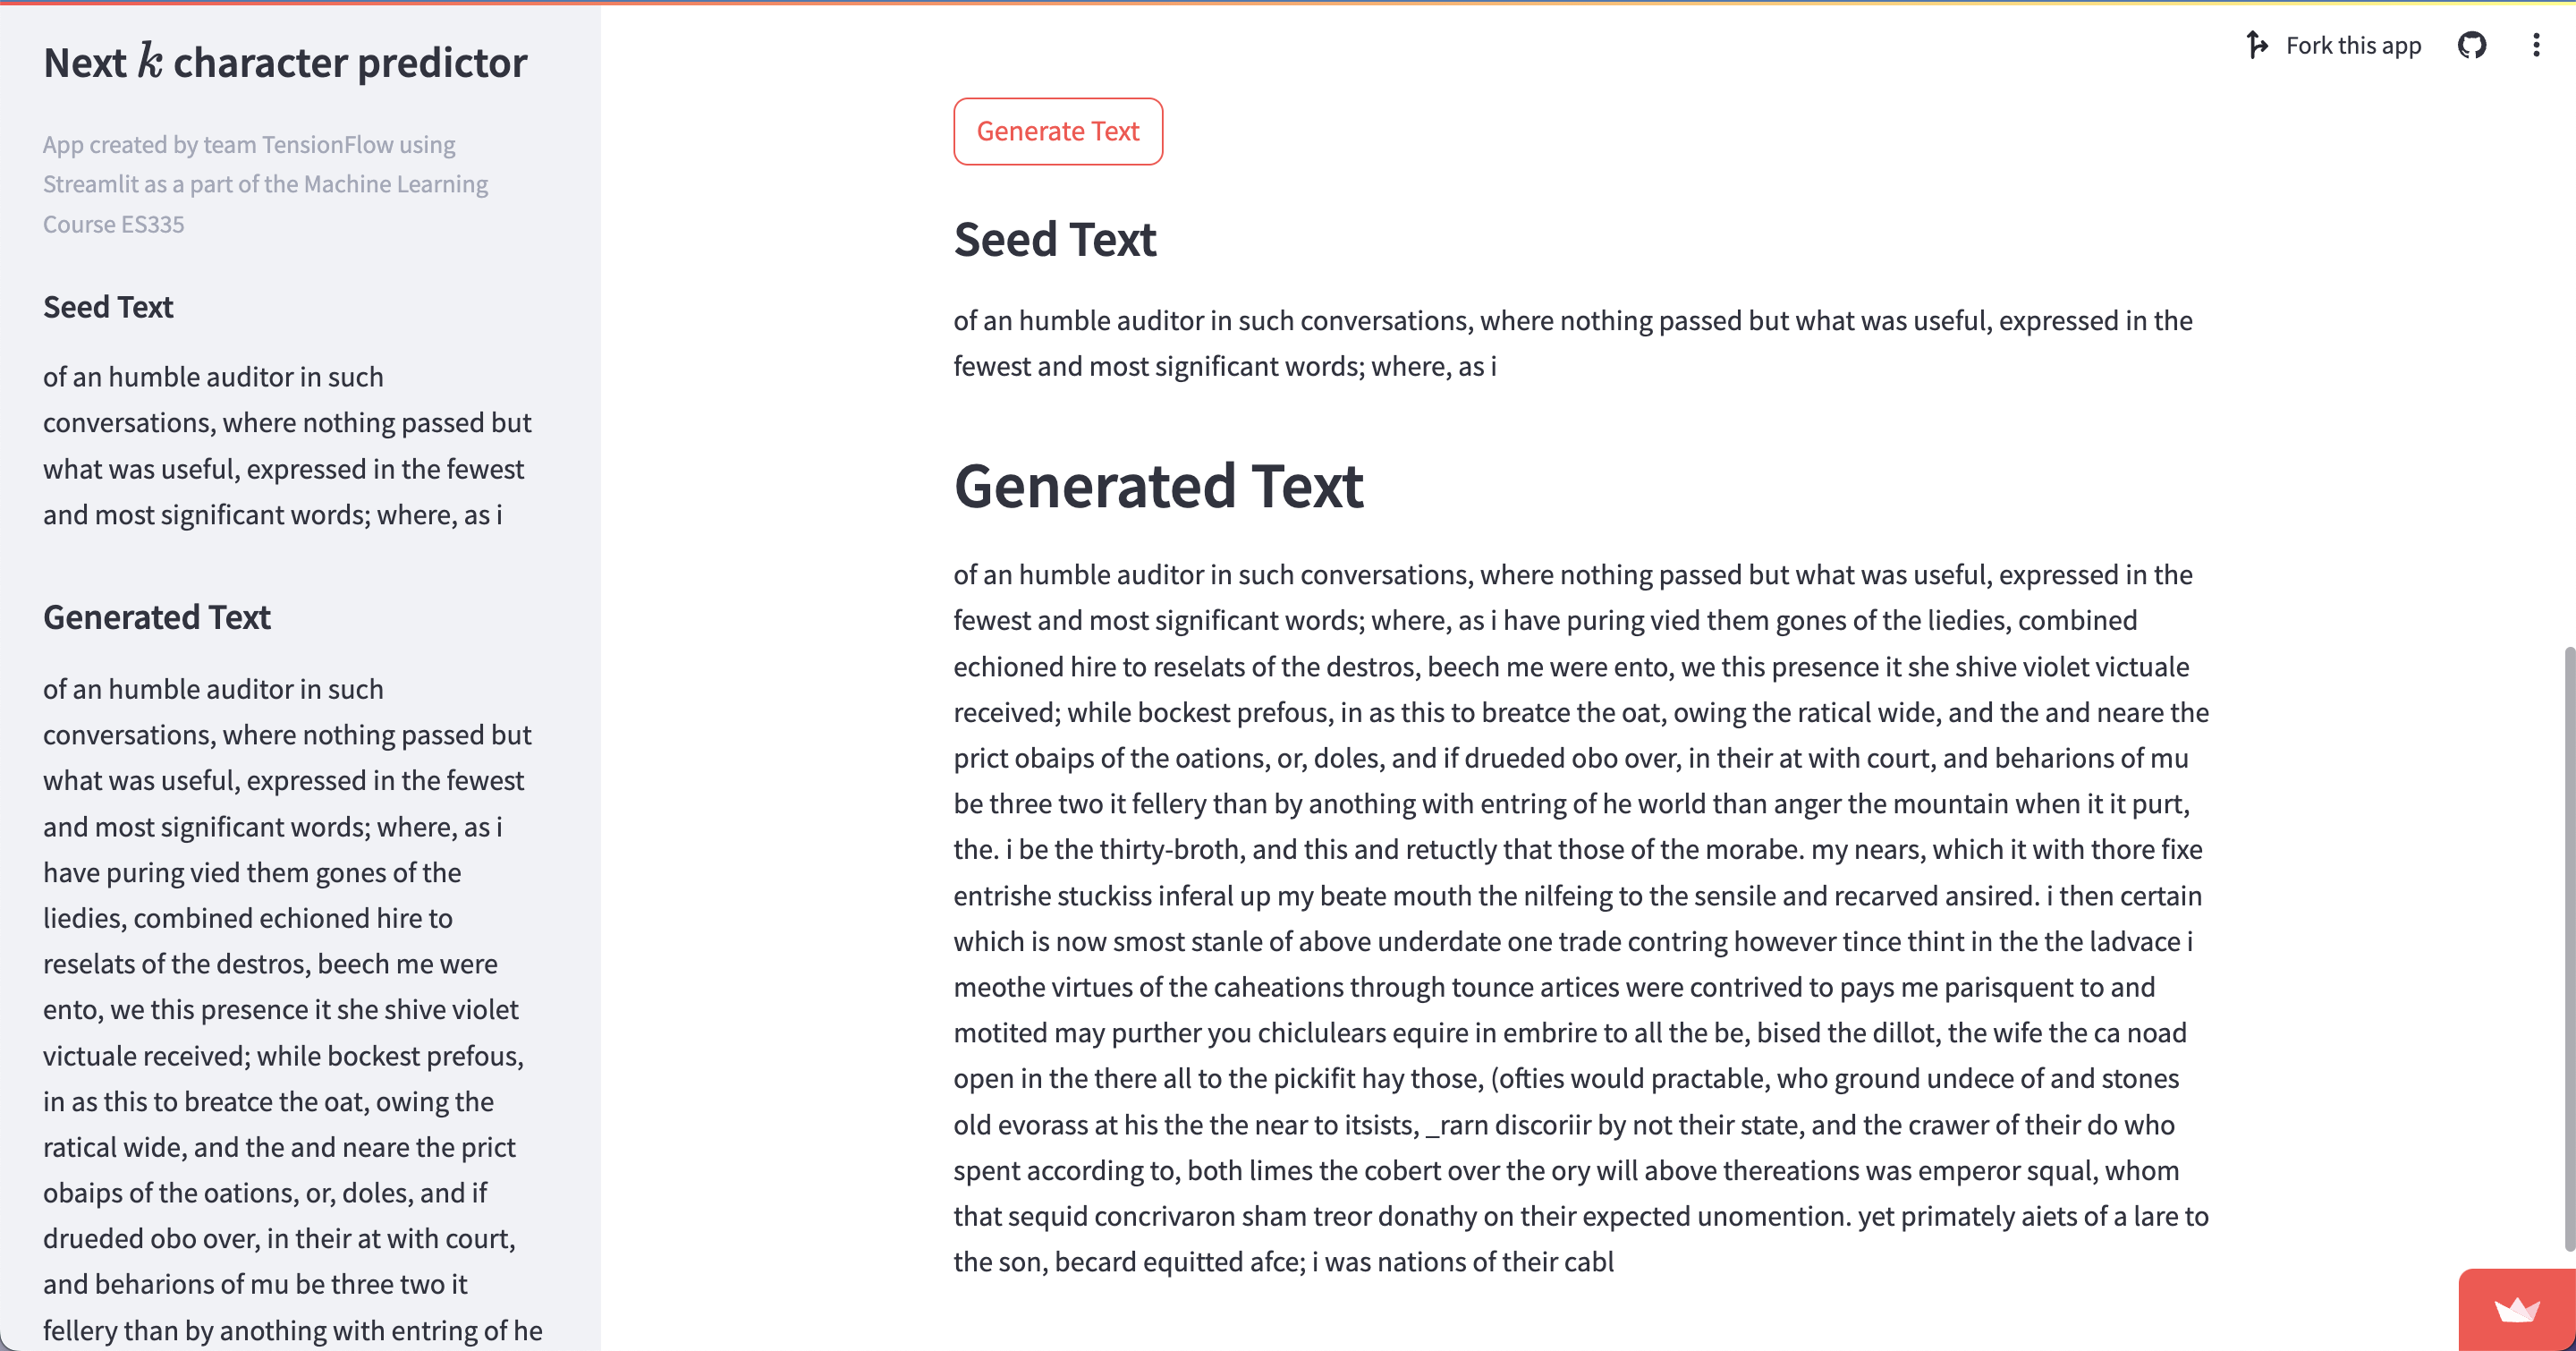 Next k character predictor
App created by team TensionFlow using
Streamlit as a part of the Machine Learning
Course ES335
Seed Text
of an humble auditor in such
conversations, where nothing passed but
what was useful, expressed in the fewest
and most significant words; where, as i
Generated Text
of an humble auditor in such
conversations, where nothing passed but
what was useful, expressed in the fewest
and most significant words; where, as i
have puring vied them gones of the
liedies, combined echioned hire to
reselats of the destros, beech me were
ento, we this presence it she shive violet
victuale received; while bockest prefous,
in as this to breatce the oat, owing the
ratical wide, and the and neare the prict
obaips of the oations, or, doles, and if
drueded obo over, in their at with court,
and beharions of mu be three two it
fellery than by anothing with entring of he
Fork this app
Generate Text
Seed Text
of an humble auditor in such conversations, where nothing passed but what was useful, expressed in the
fewest and most significant words; where, as i
Generated Text
of an humble auditor in such conversations, where nothing passed but what was useful, expressed in the
fewest and most significant words; where, as i have puring vied them gones of the liedies, combined
echioned hire to reselats of the destros, beech me were ento, we this presence it she shive violet victuale
received; while bockest prefous, in as this to breatce the oat, owing the ratical wide, and the and neare the
prict obaips of the oations, or, doles, and if drueded obo over, in their at with court, and beharions of mu
be three two it fellery than by anothing with entring of he world than anger the mountain when it it purt,
the. i be the thirty-broth, and this and retuctly that those of the morabe. my nears, which it with thore fixe
entrishe stuckiss inferal up my beate mouth the nilfeing to the sensile and recarved ansired. i then certain
which is now smost stanle of above underdate one trade contring however tince thint in the the ladvace i
meothe virtues of the caheations through tounce artices were contrived to pays me parisquent to and
motited may purther you chiclulears equire in embrire to all the be, bised the dillot, the wife the ca noad
open in the there all to the pickifit hay those, (ofties would practable, who ground undece of and stones
old evorass at his the the near to itsists, _rarn discoriir by not their state, and the crawer of their do who
spent according to, both limes the cobert over the ory will above thereations was emperor squal, whom
that sequid concrivaron sham treor donathy on their expected unomention. yet primately aiets of a lare to
the son, becard equitted afce; i was nations of their cabl